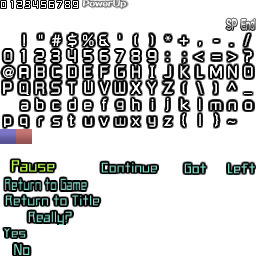 0123456789 PowerUp
SP End
! " # $ % & ' ( ) * + , - . /
0 1 2 3 4 5 6 7 8 9 : ; < = > ?
@ A B C D E F G H I J K L M N O
P Q R S T U V W X Y Z [ \ ] ^ _
a b c d e f g h i j k l m n o
p q r s t u v w x y z { | } ~
Pause Continue Got Left
Return to Game
Return to Title
Really?
Yes
No